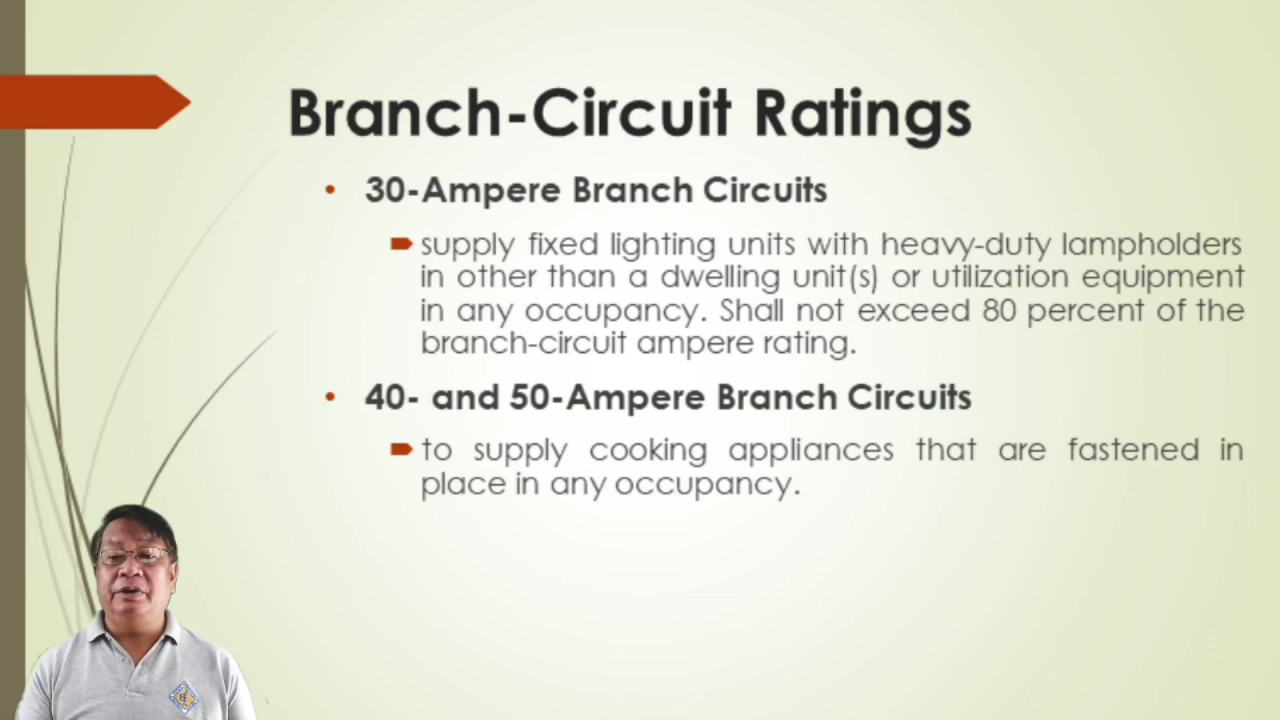 Branch-Circuit Ratings
• 30-Ampere Branch Circuits
supply fixed lighting units with heavy-duty lampholders
in other than a dwelling unit(s) or utilization equipment
in any occupancy. Shall not exceed 80 percent of the
branch-circuit ampere rating.
• 40- and 50-Ampere Branch Circuits
to supply cooking appliances that are fastened in
place in any occupancy.